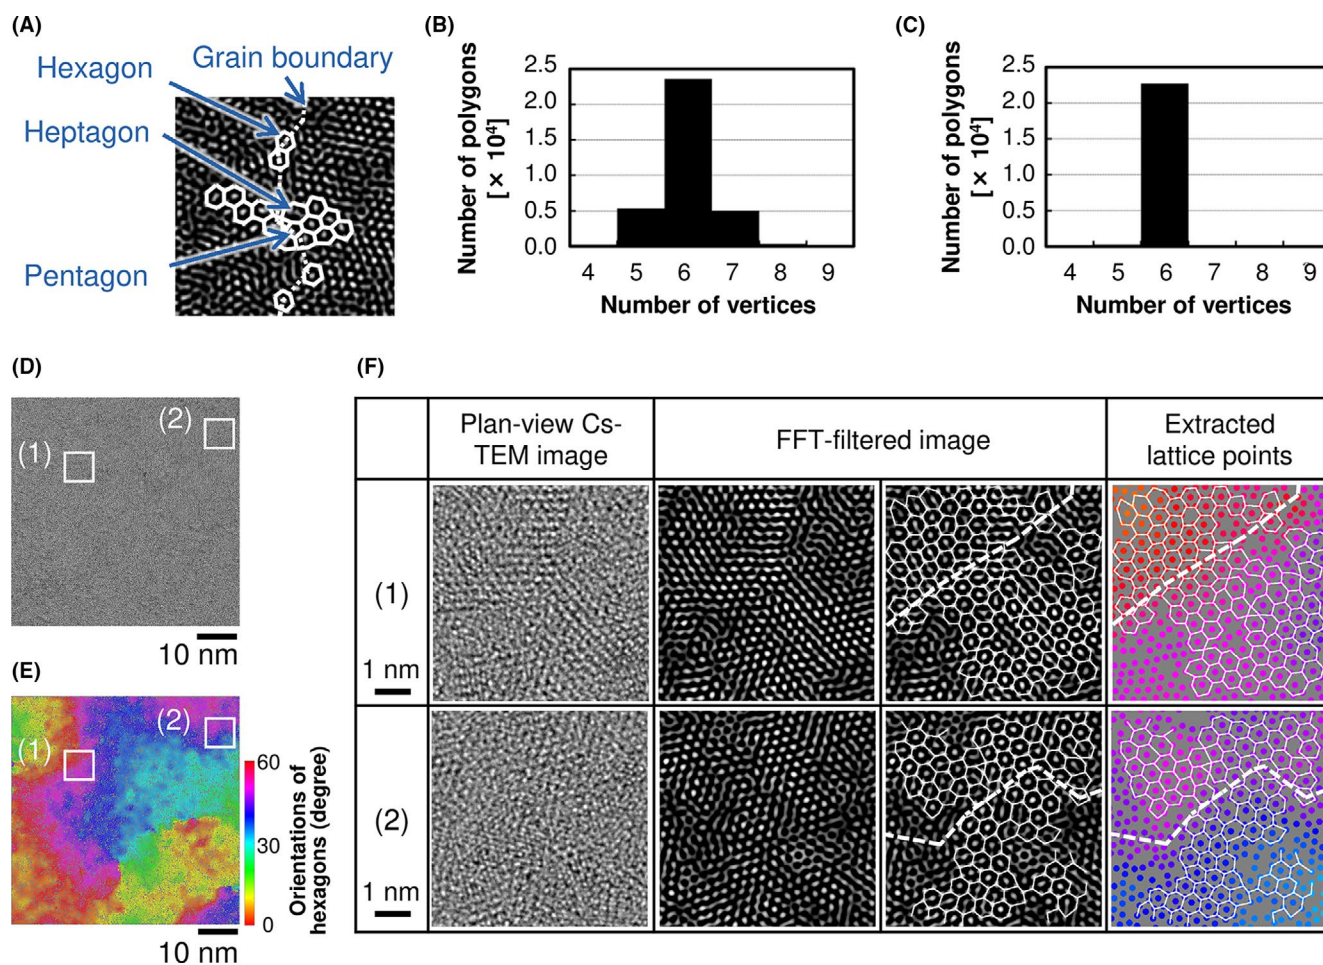 (A)
Hexagon
Grain boundary
Heptagon
Pentagon
(B)
Number of polygons
[× 10⁴]
2.5
2.0
1.5
1.0
0.5
0.0
4 5 6 7 8 9
Number of vertices
(C)
Number of polygons
[× 10⁴]
2.5
2.0
1.5
1.0
0.5
0.0
4 5 6 7 8 9
Number of vertices
(D)
(1)
(2)
10 nm
(E)
(1)
(2)
60
30
0
Orientations of
hexagons (degree)
10 nm
(F)
Plan-view Cs-
TEM image
FFT-filtered image
Extracted
lattice points
(1)
1 nm
(2)
1 nm